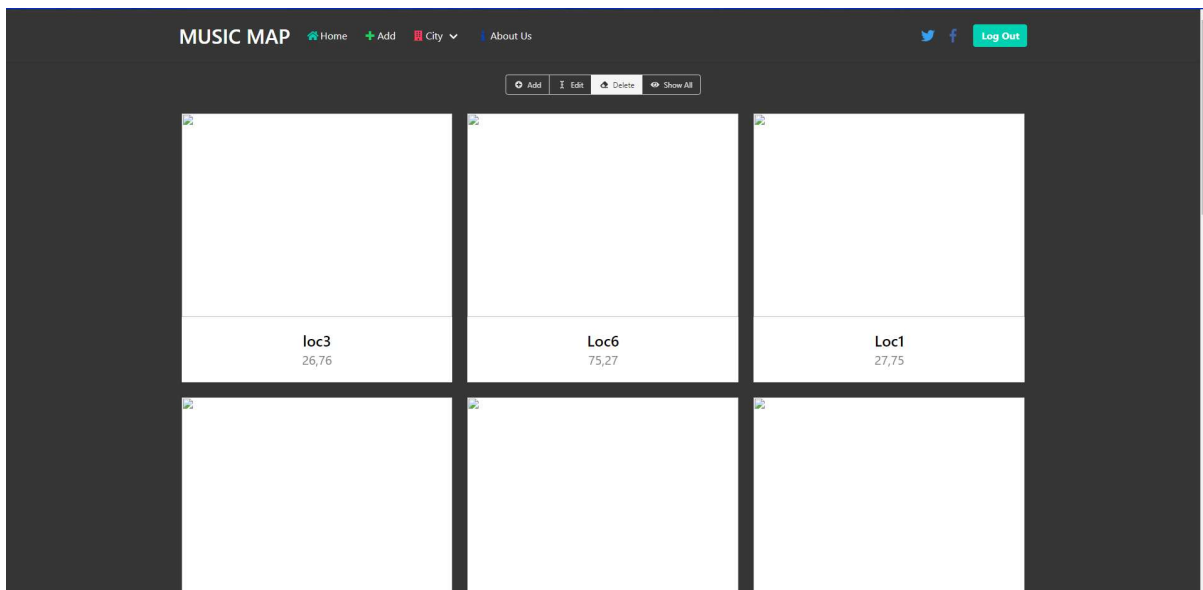 MUSIC MAP Home Add City About Us Log Out
Add Edit Delete Show All
loc3 Loc6 Loc1
26,76 75,27 27,75